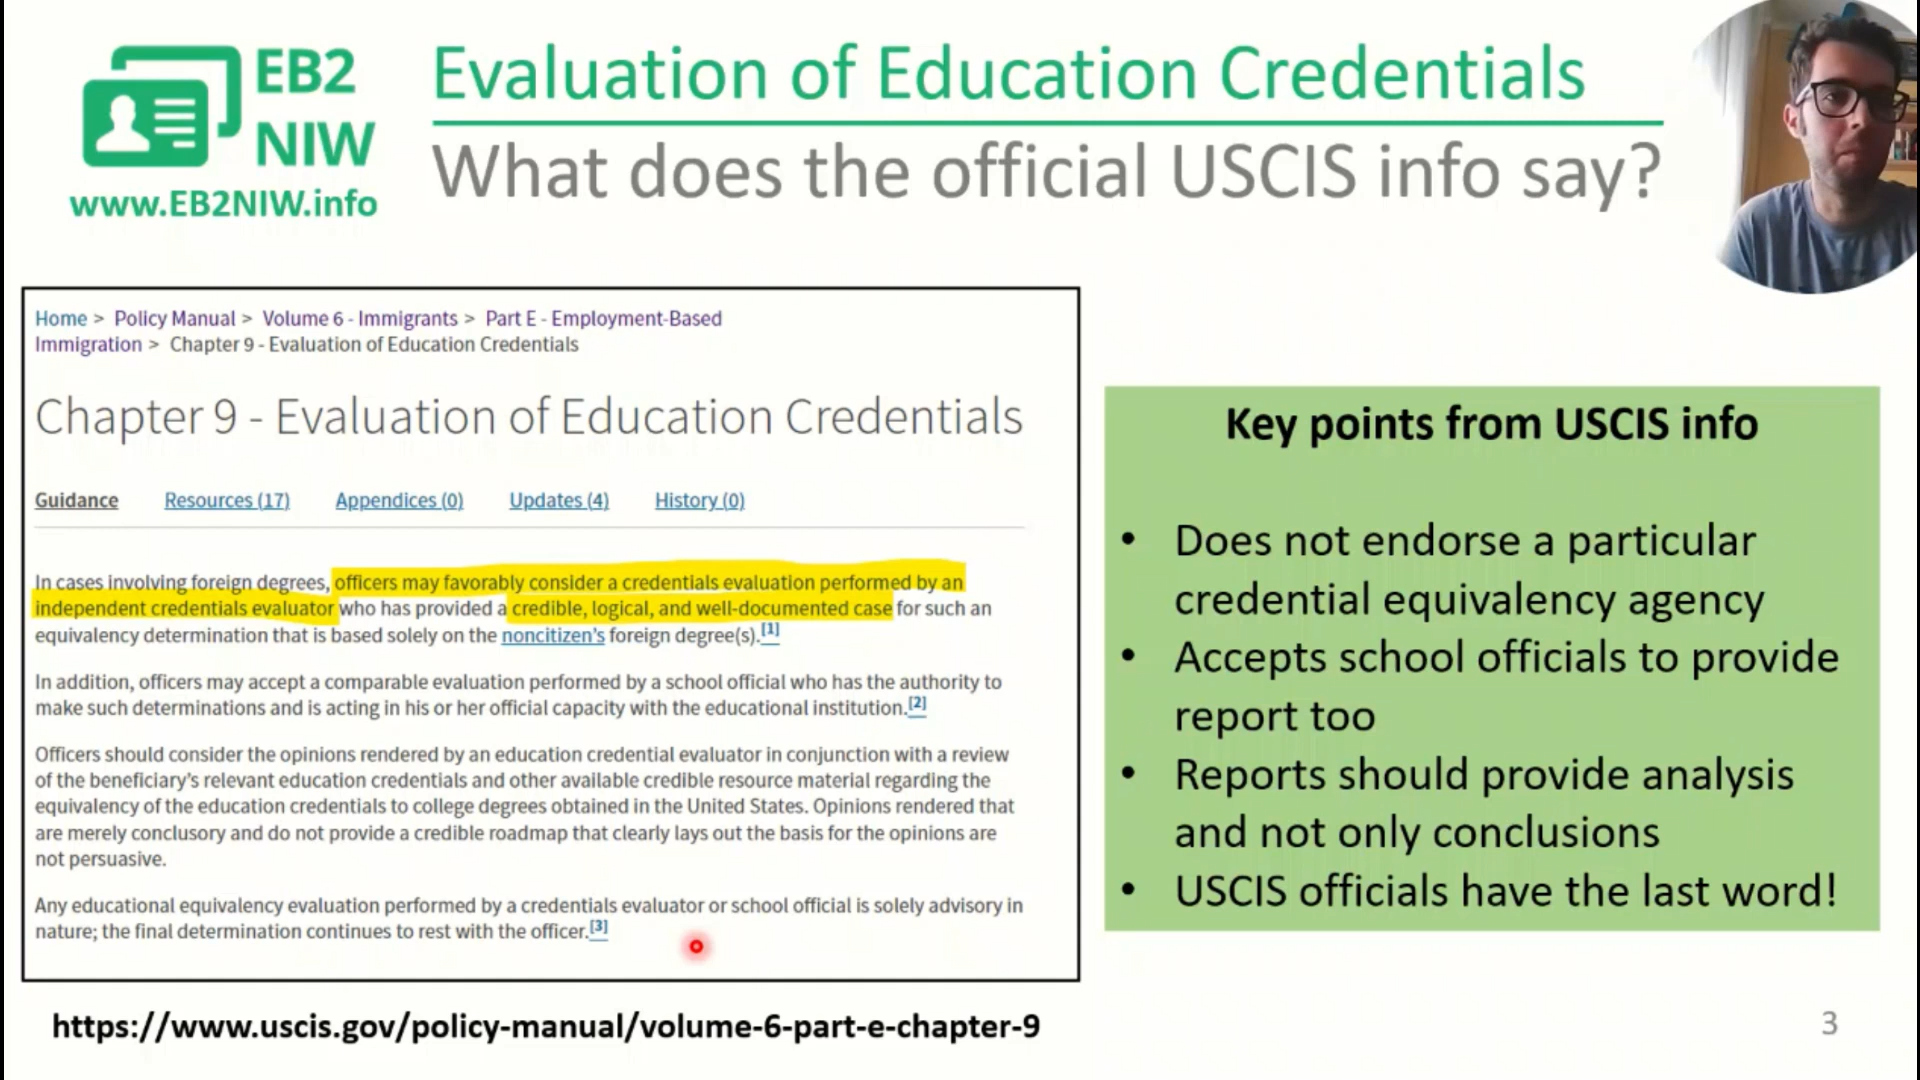 EB2
NIW
www.EB2NIW.info
Evaluation of Education Credentials
What does the official USCIS info say?
Home > Policy Manual > Volume 6 - Immigrants > Part E - Employment-Based
Immigration > Chapter 9 - Evaluation of Education Credentials
Chapter 9 - Evaluation of Education Credentials
Guidance Resources (17) Appendices (0) Updates (4) History (0)
In cases involving foreign degrees, officers may favorably consider a credentials evaluation performed by an
independent credentials evaluator who has provided a credible, logical, and well-documented case for such an
equivalency determination that is based solely on the noncitizen's foreign degree(s).[1]
In addition, officers may accept a comparable evaluation performed by a school official who has the authority to
make such determinations and is acting in his or her official capacity with the educational institution.[2]
Officers should consider the opinions rendered by an education credential evaluator in conjunction with a review
of the beneficiary's relevant education credentials and other available credible resource material regarding the
equivalency of the education credentials to college degrees obtained in the United States. Opinions rendered that
are merely conclusory and do not provide a credible roadmap that clearly lays out the basis for the opinions are
not persuasive.
Any educational equivalency evaluation performed by a credentials evaluator or school official is solely advisory in
nature; the final determination continues to rest with the officer.[3]
Key points from USCIS info
• Does not endorse a particular
credential equivalency agency
• Accepts school officials to provide
report too
• Reports should provide analysis
and not only conclusions
• USCIS officials have the last word!
https://www.uscis.gov/policy-manual/volume-6-part-e-chapter-9
3